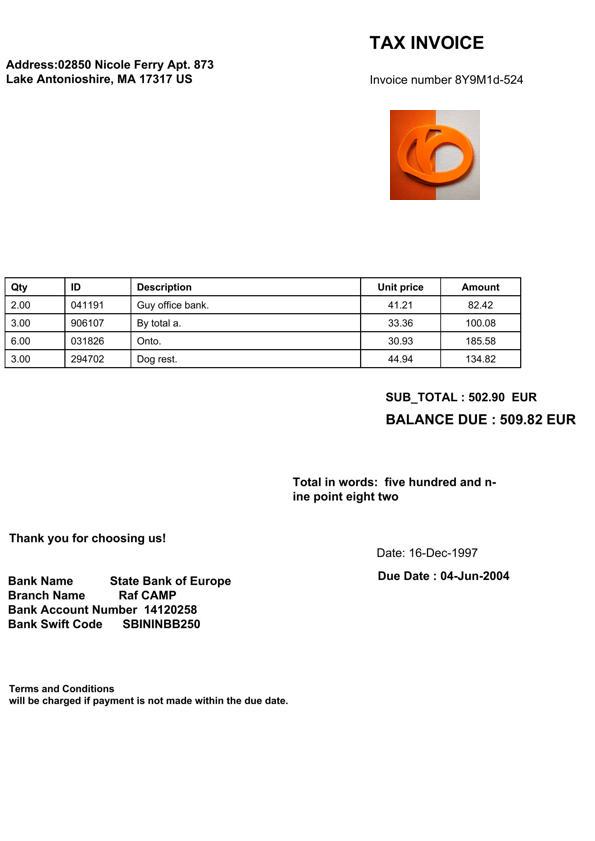 TAX INVOICE
Address:02850 Nicole Ferry Apt. 873
Lake Antonioshire, MA 17317 US
Invoice number 8Y9M1d-524
Qty ID Description Unit price Amount
2.00 041191 Guy office bank. 41.21 82.42
3.00 906107 By total a. 33.36 100.08
6.00 031826 Onto. 30.93 185.58
3.00 294702 Dog rest. 44.94 134.82
SUB_TOTAL : 502.90 EUR
BALANCE DUE : 509.82 EUR
Total in words: five hundred and n-
ine point eight two
Thank you for choosing us!
Date: 16-Dec-1997
Due Date : 04-Jun-2004
Bank Name State Bank of Europe
Branch Name Raf CAMP
Bank Account Number 14120258
Bank Swift Code SBININBB250
Terms and Conditions
will be charged if payment is not made within the due date.